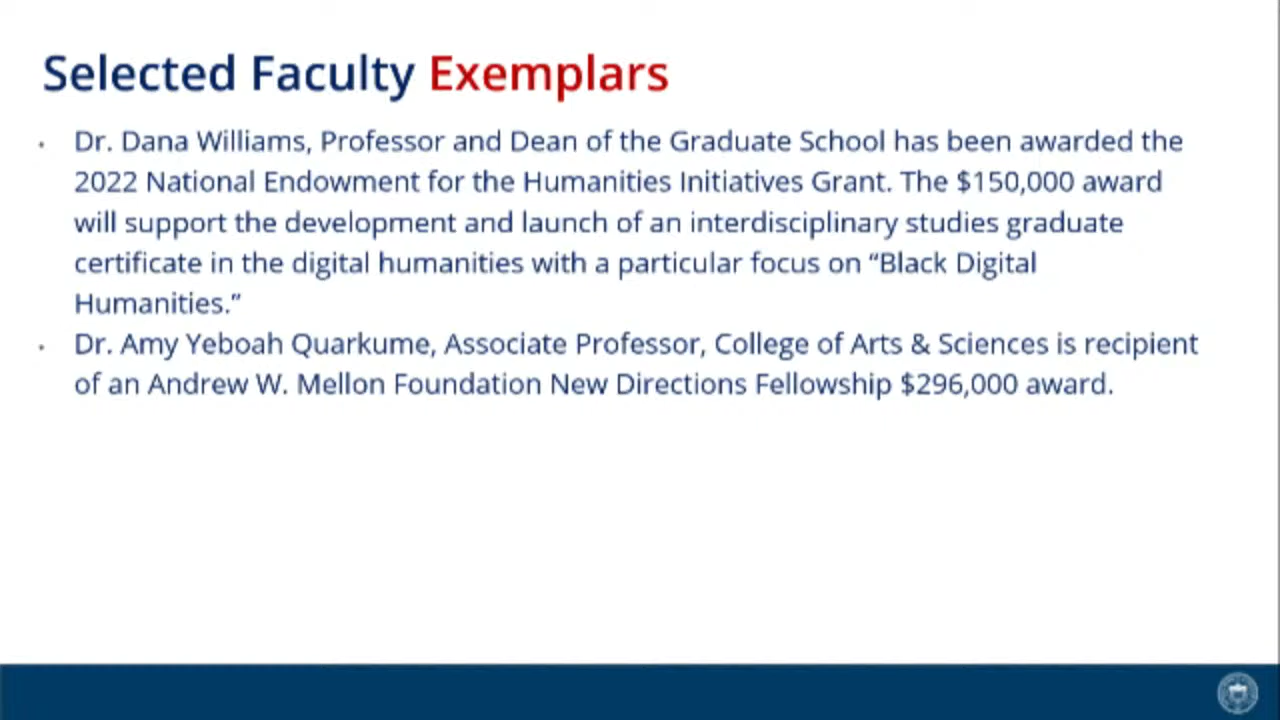 Selected Faculty Exemplars
· Dr. Dana Williams, Professor and Dean of the Graduate School has been awarded the
2022 National Endowment for the Humanities Initiatives Grant. The $150,000 award
will support the development and launch of an interdisciplinary studies graduate
certificate in the digital humanities with a particular focus on “Black Digital
Humanities.”
· Dr. Amy Yeboah Quarkume, Associate Professor, College of Arts & Sciences is recipient
of an Andrew W. Mellon Foundation New Directions Fellowship $296,000 award.